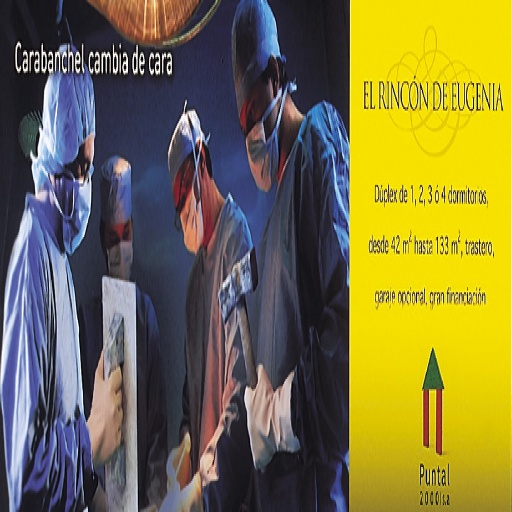 Carabanchel cambia de cara
EL RINCÓN DE EUGENIA
Dúplex de 1, 2, 3 ó 4 dormitorios,
desde 42 m² hasta 133 m², trastero,
garaje opcional, gran financiación
Puntal
2000 s.a